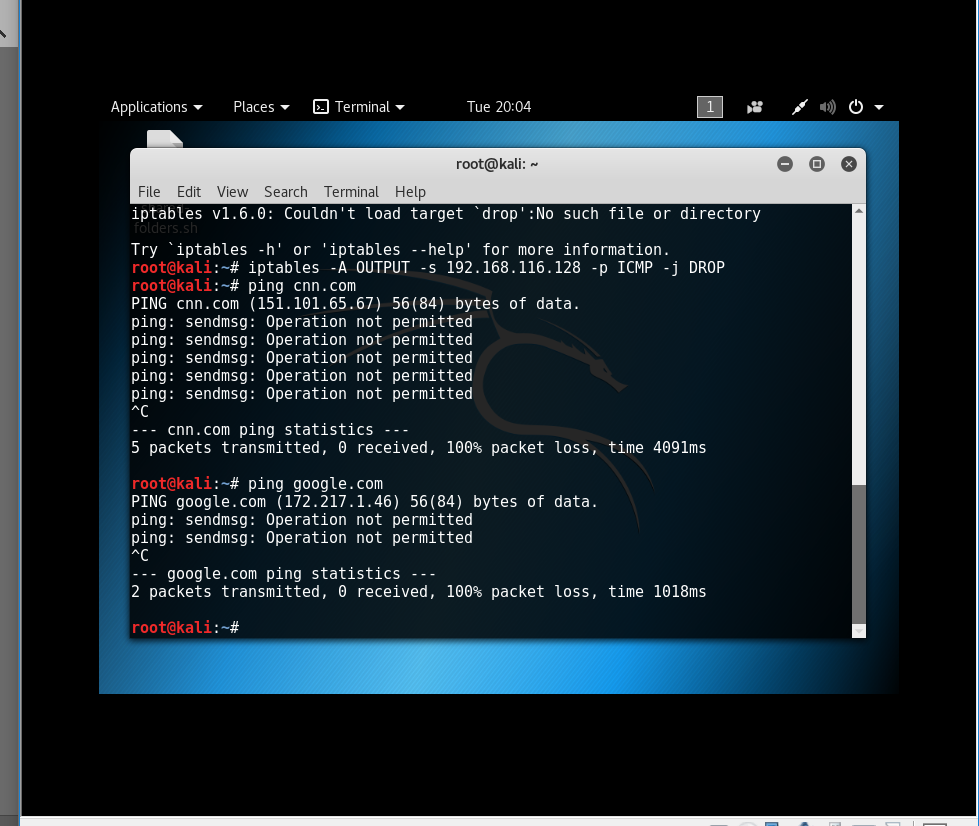 Applications Places Terminal Tue 20:04 1
root@kali: ~
File Edit View Search Terminal Help
iptables v1.6.0: Couldn't load target `drop':No such file or directory
folders.sh
Try `iptables -h' or 'iptables --help' for more information.
root@kali:~# iptables -A OUTPUT -s 192.168.116.128 -p ICMP -j DROP
root@kali:~# ping cnn.com
PING cnn.com (151.101.65.67) 56(84) bytes of data.
ping: sendmsg: Operation not permitted
ping: sendmsg: Operation not permitted
ping: sendmsg: Operation not permitted
ping: sendmsg: Operation not permitted
ping: sendmsg: Operation not permitted
^C
--- cnn.com ping statistics ---
5 packets transmitted, 0 received, 100% packet loss, time 4091ms
root@kali:~# ping google.com
PING google.com (172.217.1.46) 56(84) bytes of data.
ping: sendmsg: Operation not permitted
ping: sendmsg: Operation not permitted
^C
--- google.com ping statistics ---
2 packets transmitted, 0 received, 100% packet loss, time 1018ms
root@kali:~#